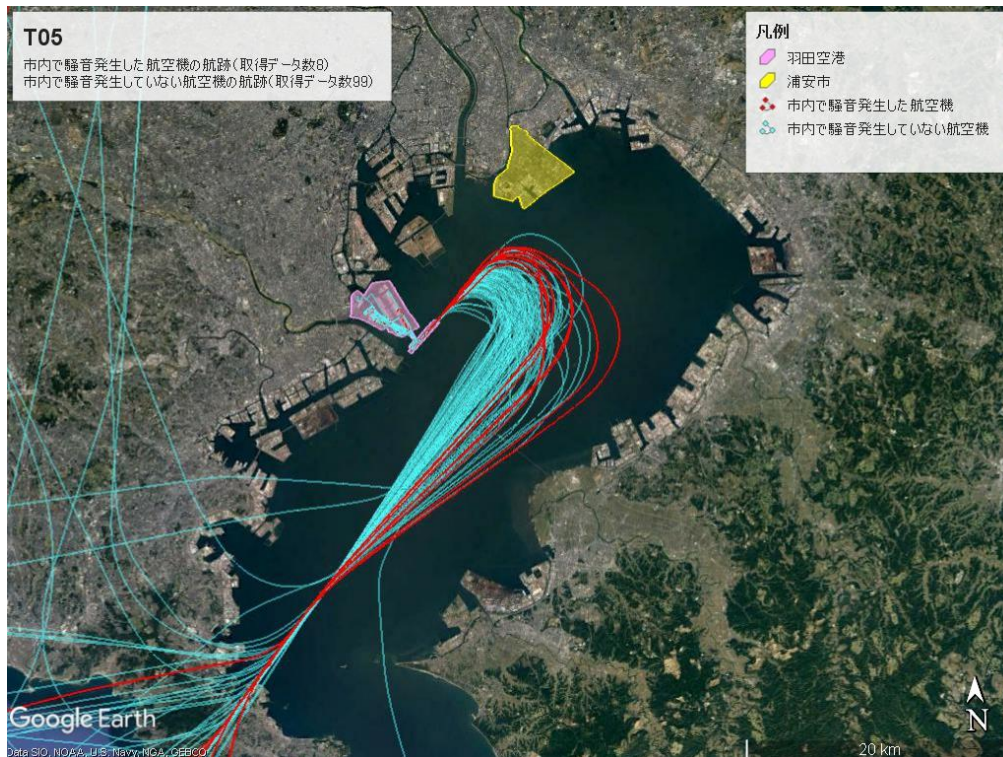 T05
市内で騒音発生した航空機の航跡(取得データ数8)
市内で騒音発生していない航空機の航跡(取得データ数99)
凡例
羽田空港
浦安市
市内で騒音発生した航空機
市内で騒音発生していない航空機
Google Earth
Data SIO, NOAA, U.S. Navy, NGA, GEBCO
N
20 km